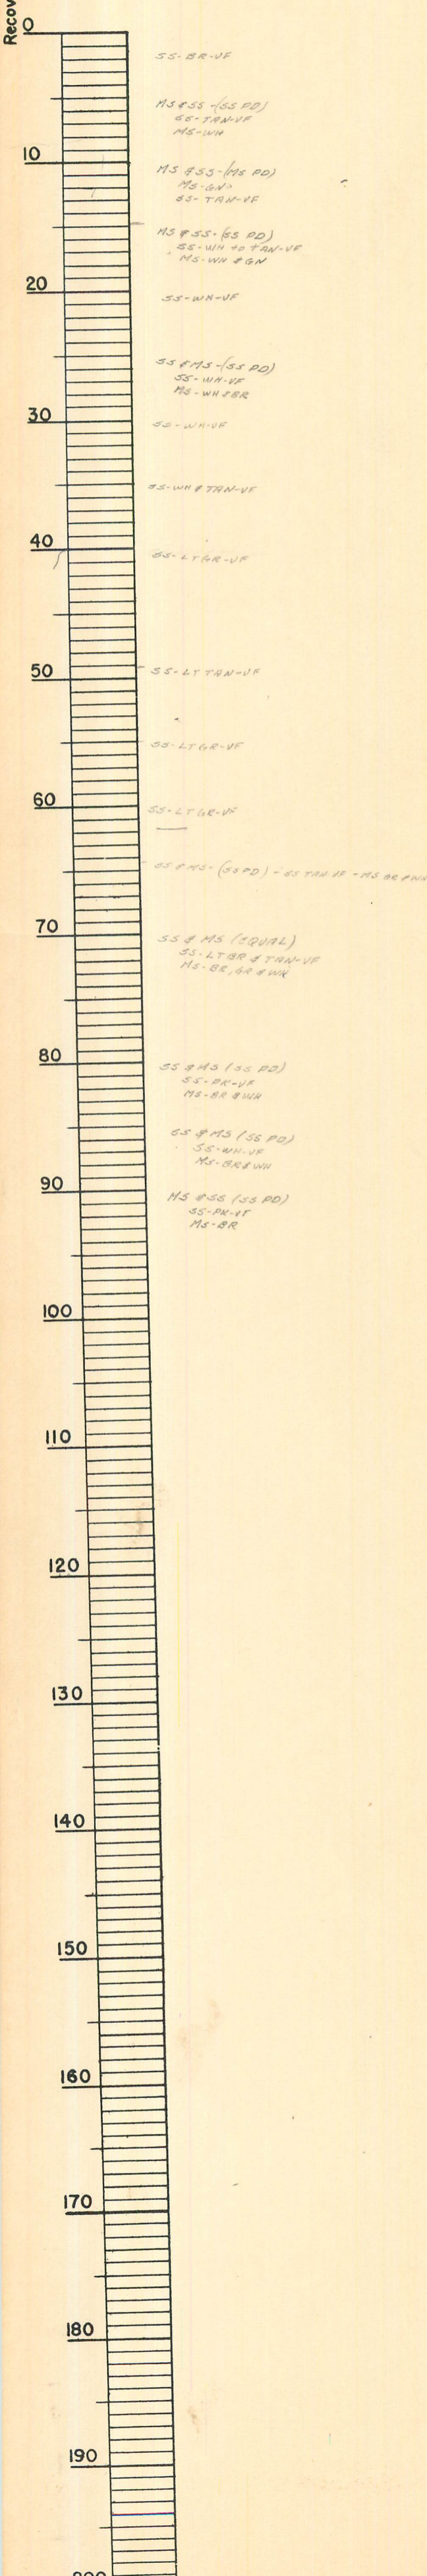 Recov
0
SS-BR-VF
MS & SS-(SS PD)
SS-TAN-VF
MS-WH
10
MS & SS-(MS PD)
MS-GN
SS-TAN-VF
MS & SS-(SS PD)
SS-WH TO TAN-VF
MS-WH & GN
20
SS-WH-VF
SS & MS-(SS PD)
SS-WH-VF
MS-WH & BR
30
SS-WH-VF
SS-WH & TAN-VF
40
SS-LT GR-VF
50
SS-LT TAN-VF
SS-LT GR-VF
60
SS-LT GR-VF
SS & MS-(SS PD)-SS TAN VF-MS BR & WH
70
SS & MS (EQUAL)
SS-LT BR & TAN-VF
MS-BR, GR & WH
80
SS & MS (SS PD)
SS-PK-VF
MS-BR & WH
SS & MS (SS PD)
SS-WH-VF
MS-BR & WH
90
MS & SS (SS PD)
SS-PK-VF
MS-BR
100
110
120
130
140
150
160
170
180
190
200